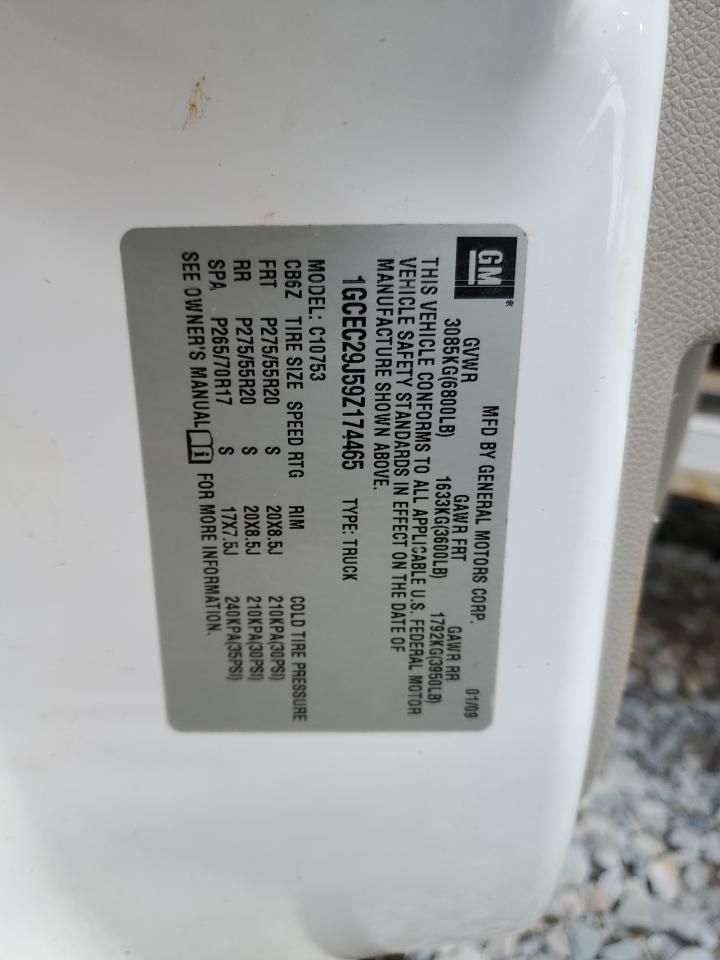 GM®
MFD BY GENERAL MOTORS CORP. 01/09
GVWR GAWR FRT GAWR RR
3085KG(6800LB) 1633KG(3600LB) 1792KG(3950LB)
THIS VEHICLE CONFORMS TO ALL APPLICABLE U.S. FEDERAL MOTOR
VEHICLE SAFETY STANDARDS IN EFFECT ON THE DATE OF
MANUFACTURE SHOWN ABOVE.
1GCEC29J59Z174465 TYPE: TRUCK
MODEL: C10753
CB6Z TIRE SIZE SPEED RTG RIM COLD TIRE PRESSURE
FRT P275/55R20 S 20X8.5J 210KPA(30PSI)
RR P275/55R20 S 20X8.5J 210KPA(30PSI)
SPA P265/70R17 S 17X7.5J 240KPA(35PSI)
SEE OWNER'S MANUAL i FOR MORE INFORMATION.